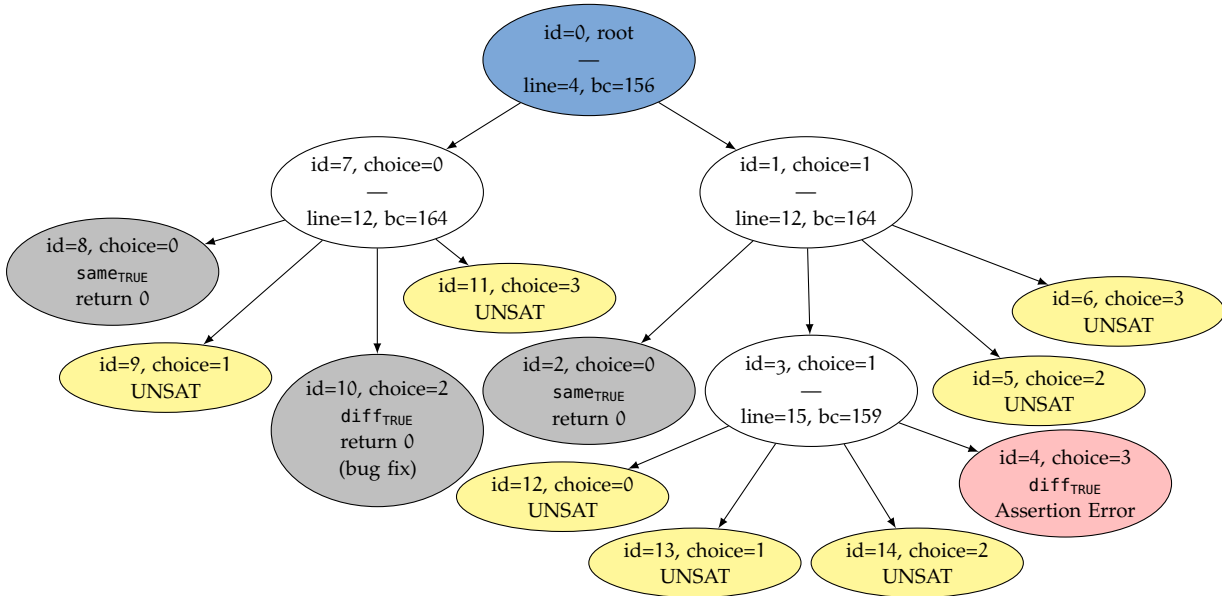 id=0, root
—
line=4, bc=156
id=7, choice=0
—
line=12, bc=164
id=1, choice=1
—
line=12, bc=164
id=8, choice=0
sameTRUE
return 0
id=11, choice=3
UNSAT
id=6, choice=3
UNSAT
id=9, choice=1
UNSAT
id=10, choice=2
diffTRUE
return 0
(bug fix)
id=2, choice=0
sameTRUE
return 0
id=3, choice=1
—
line=15, bc=159
id=5, choice=2
UNSAT
id=12, choice=0
UNSAT
id=4, choice=3
diffTRUE
Assertion Error
id=13, choice=1
UNSAT
id=14, choice=2
UNSAT